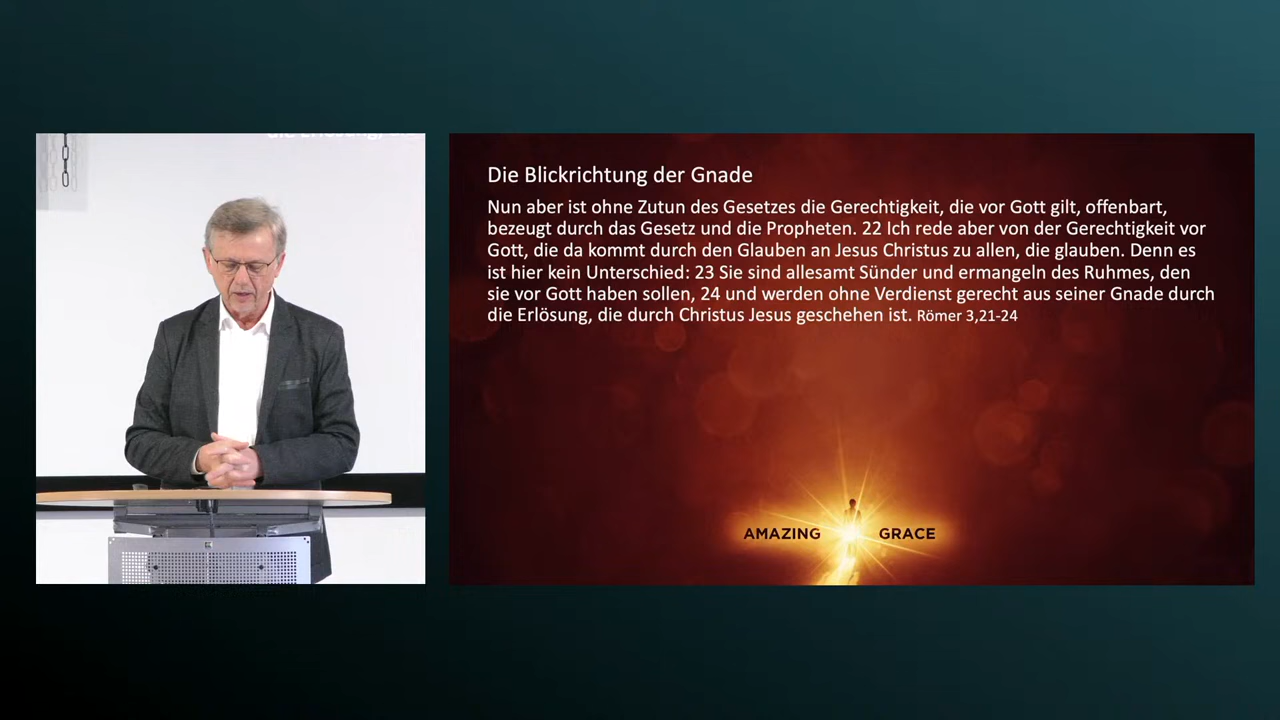 die Erlösung, die
Die Blickrichtung der Gnade
Nun aber ist ohne Zutun des Gesetzes die Gerechtigkeit, die vor Gott gilt, offenbart,
bezeugt durch das Gesetz und die Propheten. 22 Ich rede aber von der Gerechtigkeit vor
Gott, die da kommt durch den Glauben an Jesus Christus zu allen, die glauben. Denn es
ist hier kein Unterschied: 23 Sie sind allesamt Sünder und ermangeln des Ruhmes, den
sie vor Gott haben sollen, 24 und werden ohne Verdienst gerecht aus seiner Gnade durch
die Erlösung, die durch Christus Jesus geschehen ist. Römer 3,21-24
AMAZING GRACE